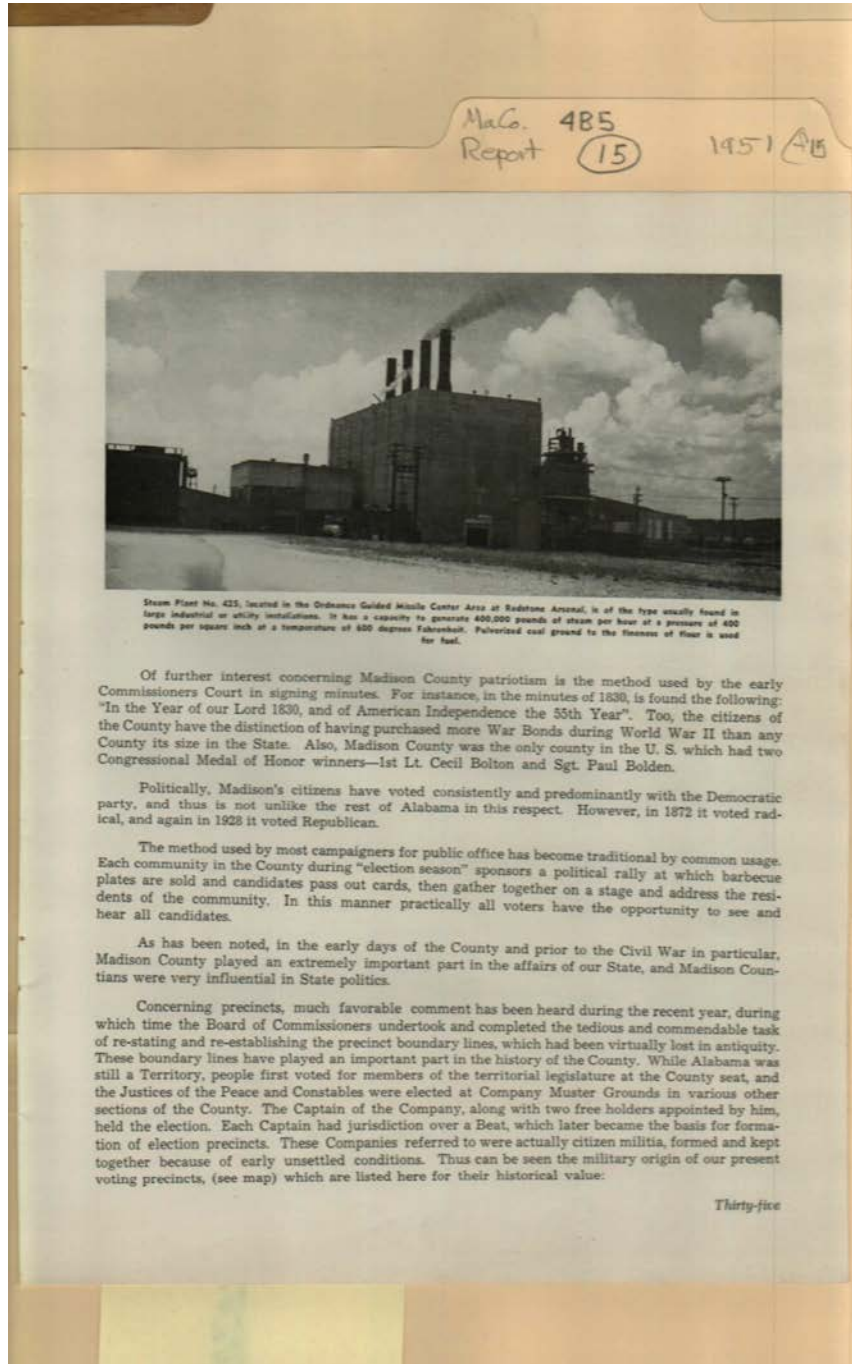 MaCo. 485
Report (15) 1951
Steam Plant No. 425, located in the Ordnance Guided Missile Center Area at Redstone Arsenal, is of the type usually found in
large industrial or utility installations. It has a capacity to generate 400,000 pounds of steam per hour at a pressure of 400
pounds per square inch at a temperature of 600 degrees Fahrenheit. Pulverized coal ground to the fineness of flour is used
for fuel.
Of further interest concerning Madison County patriotism is the method used by the early
Commissioners Court in signing minutes. For instance, in the minutes of 1830, is found the following:
"In the Year of our Lord 1830, and of American Independence the 55th Year". Too, the citizens of
the County have the distinction of having purchased more War Bonds during World War II than any
County its size in the State. Also, Madison County was the only county in the U. S. which had two
Congressional Medal of Honor winners—1st Lt. Cecil Bolton and Sgt. Paul Bolden.
Politically, Madison's citizens have voted consistently and predominantly with the Democratic
party, and thus is not unlike the rest of Alabama in this respect. However, in 1872 it voted rad-
ical, and again in 1928 it voted Republican.
The method used by most campaigners for public office has become traditional by common usage.
Each community in the County during "election season" sponsors a political rally at which barbecue
plates are sold and candidates pass out cards, then gather together on a stage and address the resi-
dents of the community. In this manner practically all voters have the opportunity to see and
hear all candidates.
As has been noted, in the early days of the County and prior to the Civil War in particular,
Madison County played an extremely important part in the affairs of our State, and Madison Coun-
tians were very influential in State politics.
Concerning precincts, much favorable comment has been heard during the recent year, during
which time the Board of Commissioners undertook and completed the tedious and commendable task
of re-stating and re-establishing the precinct boundary lines, which had been virtually lost in antiquity.
These boundary lines have played an important part in the history of the County. While Alabama was
still a Territory, people first voted for members of the territorial legislature at the County seat, and
the Justices of the Peace and Constables were elected at Company Muster Grounds in various other
sections of the County. The Captain of the Company, along with two free holders appointed by him,
held the election. Each Captain had jurisdiction over a Beat, which later became the basis for forma-
tion of election precincts. These Companies referred to were actually citizen militia, formed and kept
together because of early unsettled conditions. Thus can be seen the military origin of our present
voting precincts, (see map) which are listed here for their historical value:
Thirty-five